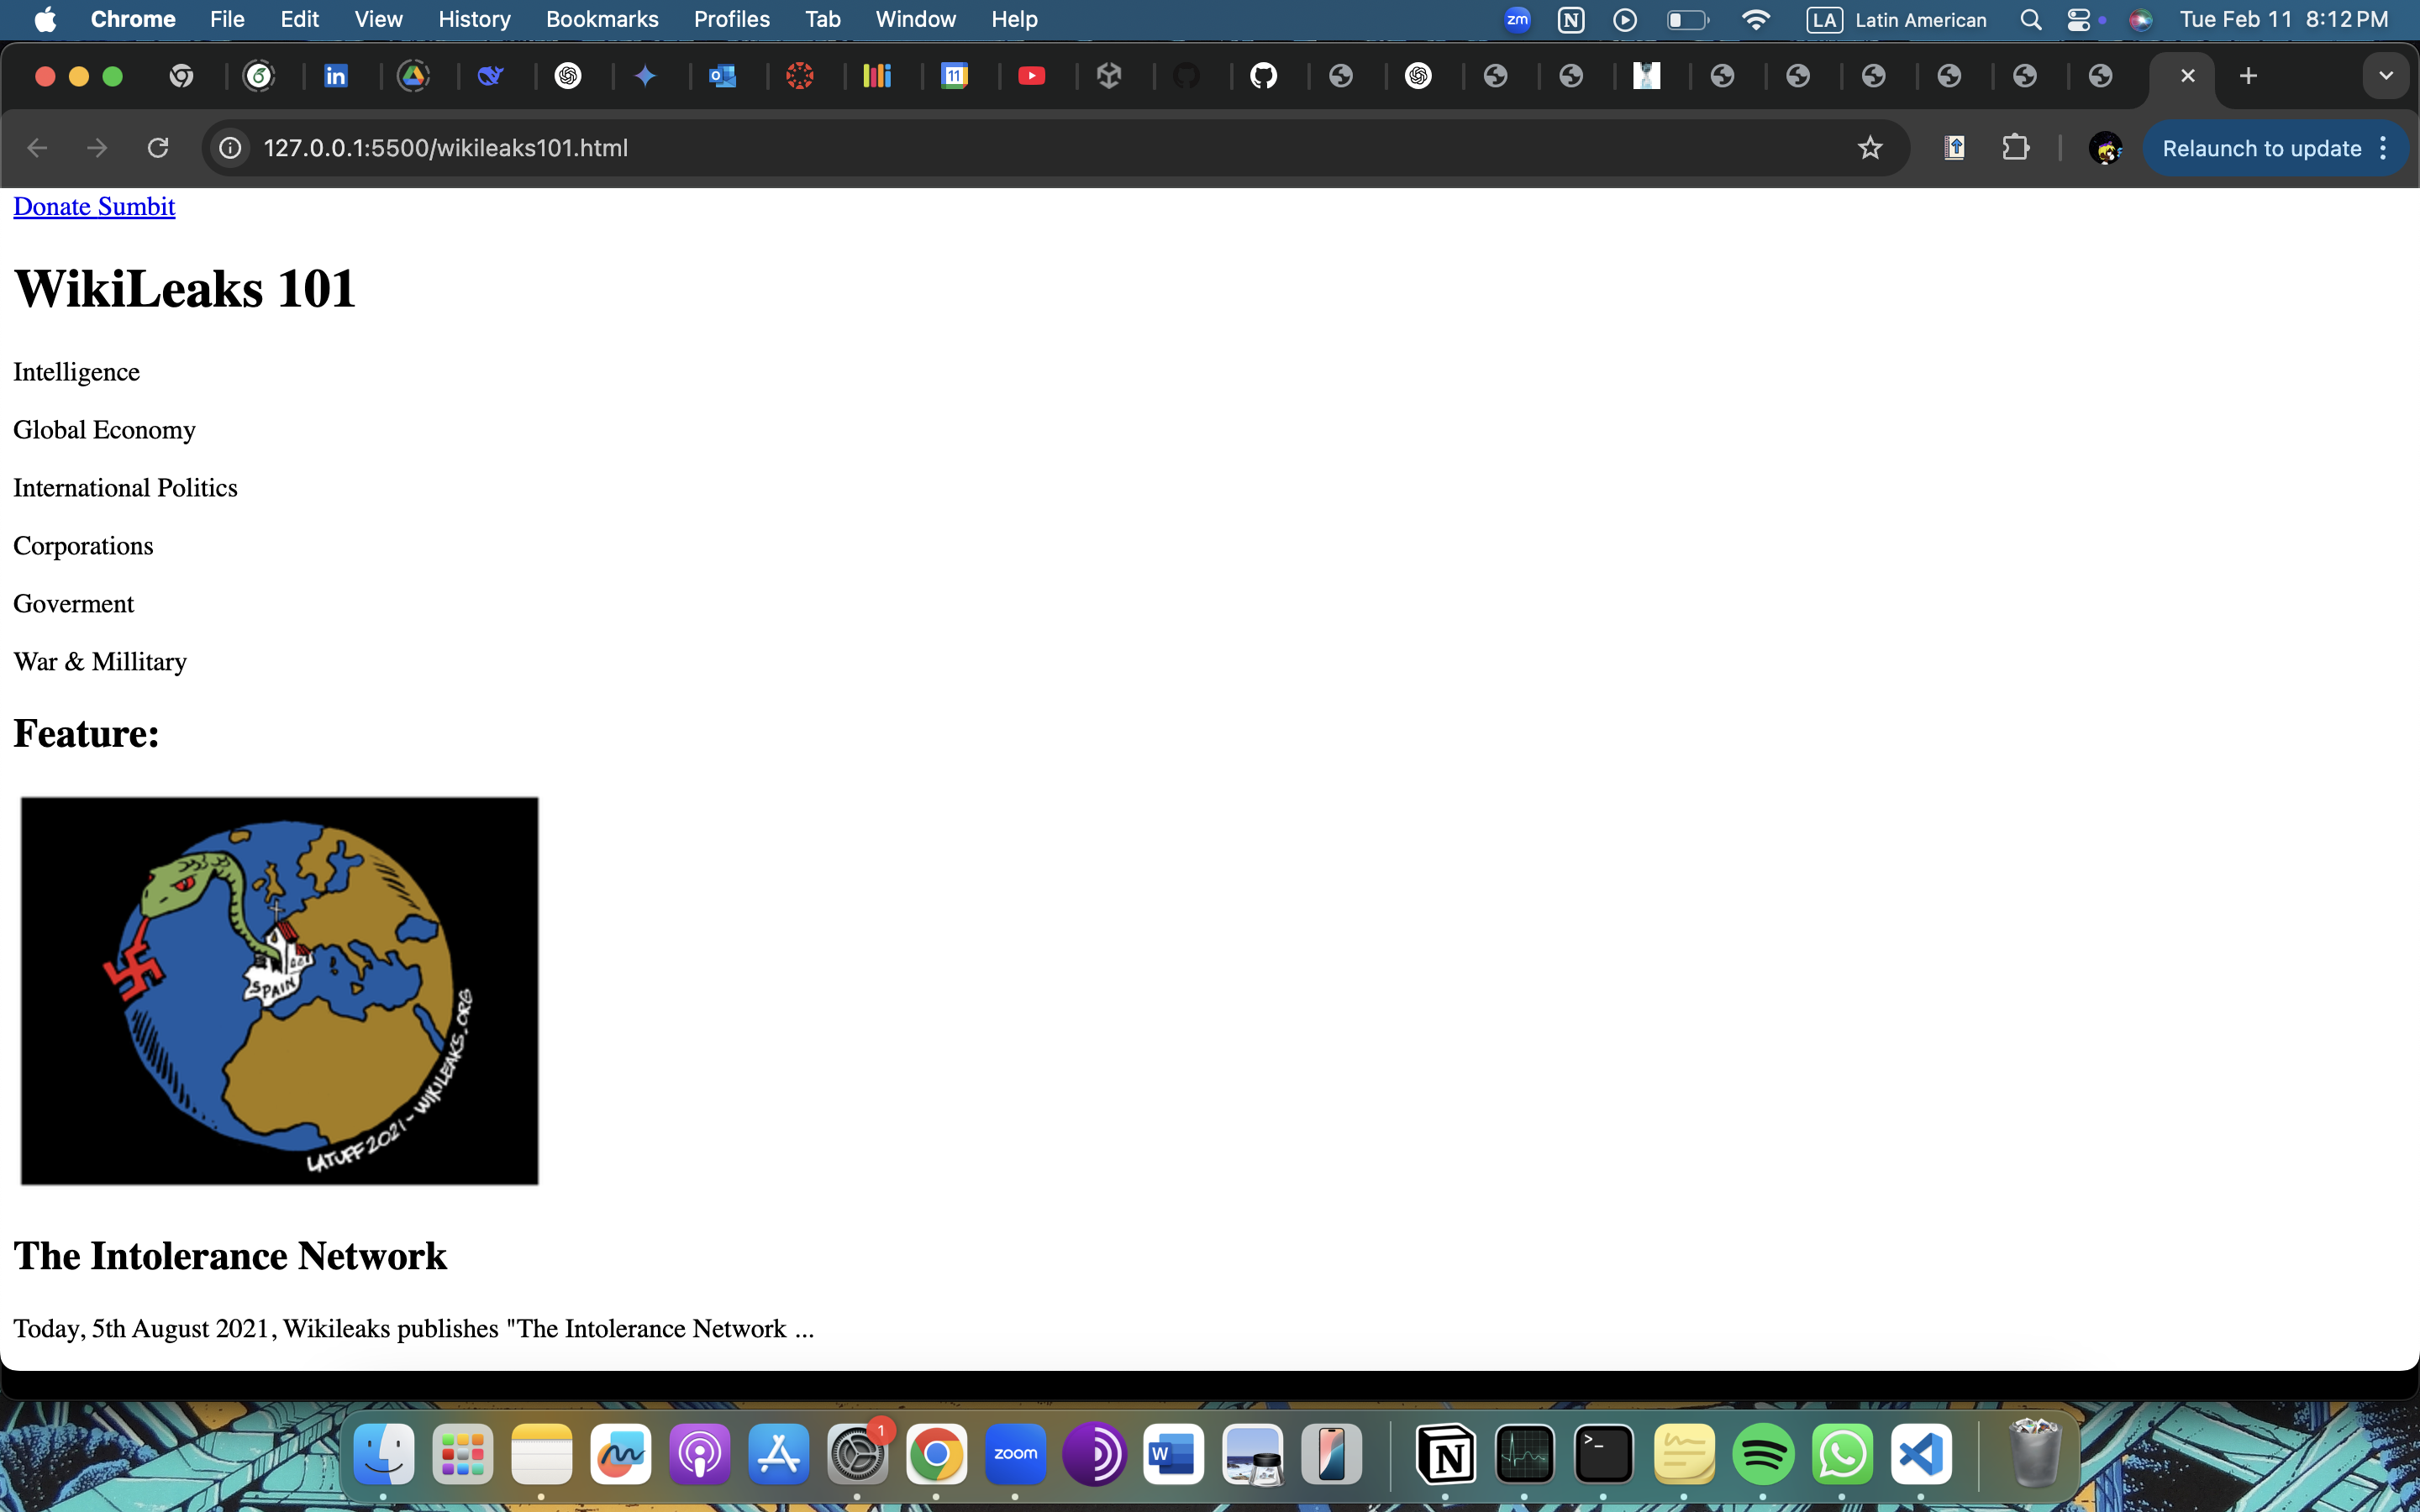 Chrome File Edit View History Bookmarks Profiles Tab Window Help zm N LA Latin American Tue Feb 11 8:12 PM
in 11
127.0.0.1:5500/wikileaks101.html Relaunch to update
Donate Sumbit
WikiLeaks 101
Intelligence
Global Economy
International Politics
Corporations
Goverment
War & Millitary
Feature:
SPAIN
LATUFF 2021 - WIKILEAKS.ORG
The Intolerance Network
Today, 5th August 2021, Wikileaks publishes "The Intolerance Network ...
1
zoom W N >_